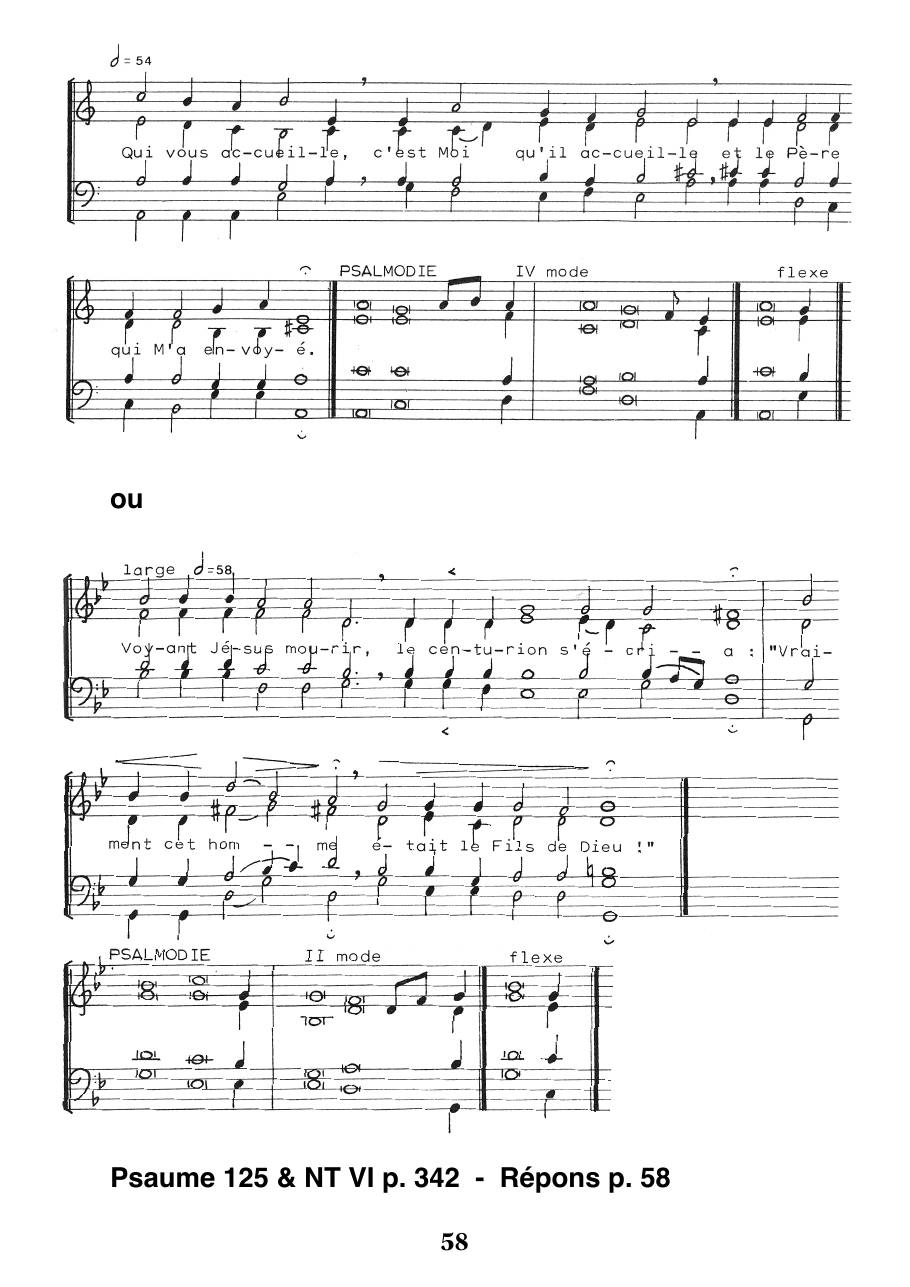 = 54
Qui vous ac-cueil-le, c'est Moi qu'il ac-cueil-le et le Pè-re
PSALMODIE IV mode flexe
qui M'a en-voy-é.
ou
large =58
Voy-ant Jé-sus mou-rir, le cen-tu-rion s'é-cri--a : "Vrai-
ment cet hom--me é-tait le Fils de Dieu !"
PSALMODIE II mode flexe
Psaume 125 & NT VI p. 342 - Répons p. 58
58